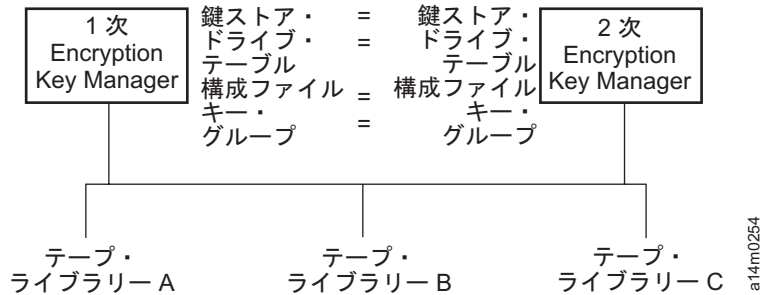 1 次
Encryption
Key Manager
鍵ストア・ = 鍵ストア・
ドライブ・ = ドライブ・
テーブル テーブル
構成ファイル = 構成ファイル
キー・ = キー・
グループ グループ
2 次
Encryption
Key Manager
テープ・
ライブラリー A
テープ・
ライブラリー B
テープ・
ライブラリー C
a14m0254